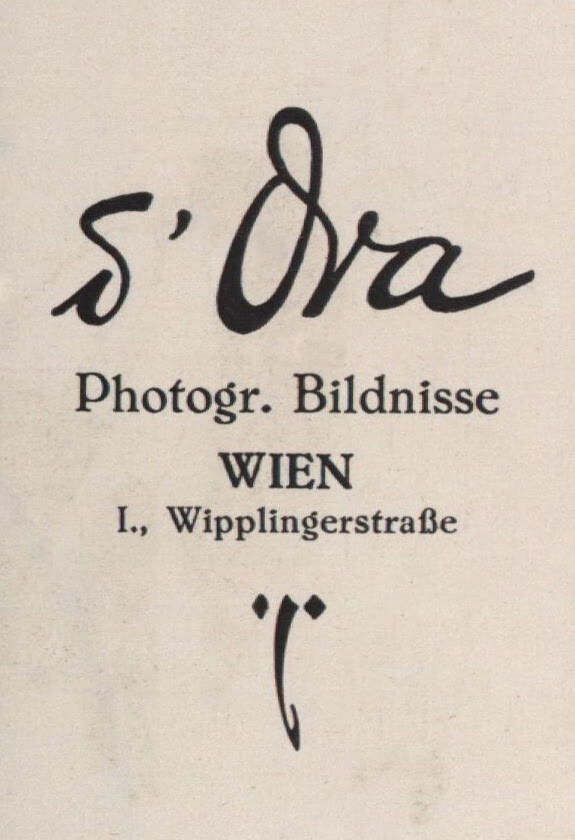 d'Ora
Photogr. Bildnisse
WIEN
I., Wipplingerstraße